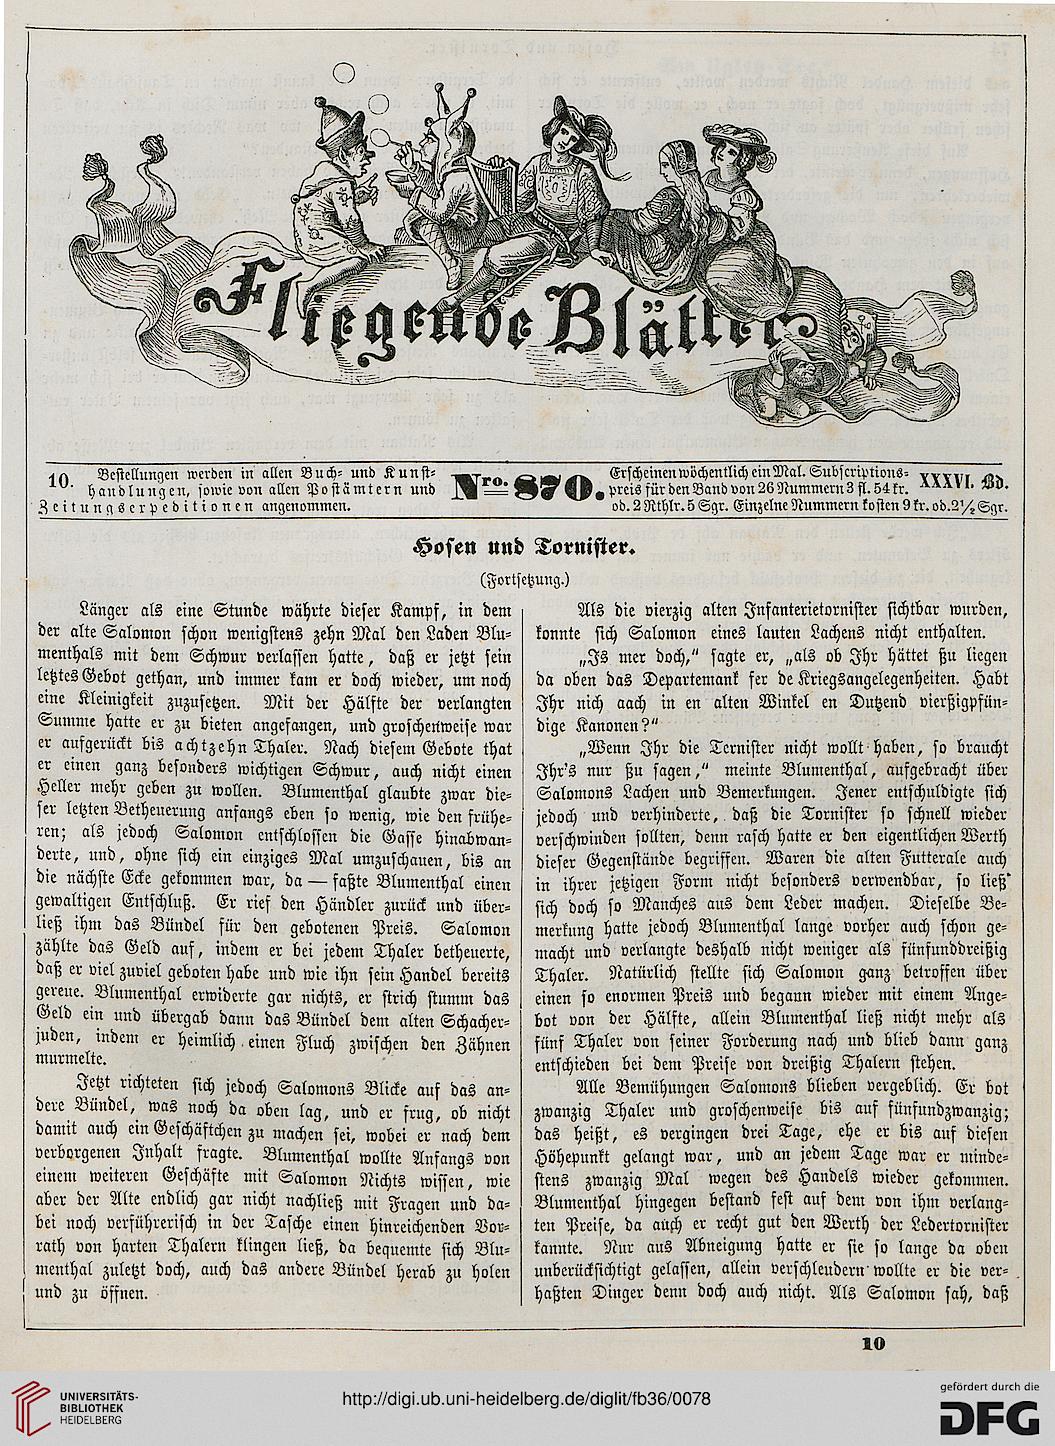 Fliegende Blätter
10. Bestellungen werden in allen Buch- und Kunst-
handlungen, sowie von allen Postämtern und
Zeitungserpeditionen angenommen.
Nro. 870.
Erscheinen wöchentlich ein Mal. Subscriptions-
preis für den Band von 26 Nummern 3 fl. 54 kr.
od. 2 Rthlr. 5 Sgr. Einzelne Nummern kosten 9 kr. od. 2½ Sgr.
XXXVI. Bd.
Hosen und Tornister.
(Fortsetzung.)
Länger als eine Stunde währte dieser Kampf, in dem
der alte Salomon schon wenigstens zehn Mal den Laden Blu-
menthals mit dem Schwur verlassen hatte, daß er jetzt sein
letztes Gebot gethan, und immer kam er doch wieder, um noch
eine Kleinigkeit zuzusetzen. Mit der Hälfte der verlangten
Summe hatte er zu bieten angefangen, und groschenweise war
er aufgerückt bis achtzehn Thaler. Nach diesem Gebote that
er einen ganz besonders wichtigen Schwur, auch nicht einen
Heller mehr geben zu wollen. Blumenthal glaubte zwar die-
ser letzten Betheuerung anfangs eben so wenig, wie den frühe-
ren; als jedoch Salomon entschlossen die Gasse hinabwan-
derte, und, ohne sich ein einziges Mal umzuschauen, bis an
die nächste Ecke gekommen war, da — faßte Blumenthal einen
gewaltigen Entschluß. Er rief den Händler zurück und über-
ließ ihm das Bündel für den gebotenen Preis. Salomon
zählte das Geld auf, indem er bei jedem Thaler betheuerte,
daß er viel zuviel geboten habe und wie ihn sein Handel bereits
gereue. Blumenthal erwiderte gar nichts, er strich stumm das
Geld ein und übergab dann das Bündel dem alten Schacher-
juden, indem er heimlich einen Fluch zwischen den Zähnen
murmelte.
Jetzt richteten sich jedoch Salomons Blicke auf das an-
dere Bündel, was noch da oben lag, und er frug, ob nicht
damit auch ein Geschäftchen zu machen sei, wobei er nach dem
verborgenen Inhalt fragte. Blumenthal wollte Anfangs von
einem weiteren Geschäfte mit Salomon Nichts wissen, wie
aber der Alte endlich gar nicht nachließ mit Fragen und da-
bei noch verführerisch in der Tasche einen hinreichenden Vor-
rath von harten Thalern klingen ließ, da bequemte sich Blu-
menthal zuletzt doch, auch das andere Bündel herab zu holen
und zu öffnen.
Als die vierzig alten Infanterietornister sichtbar wurden,
konnte sich Salomon eines lauten Lachens nicht enthalten.
„Is mer doch,“ sagte er, „als ob Ihr hättet ßu liegen
da oben das Departemank fer de Kriegsangelegenheiten. Habt
Ihr nich aach in en alten Winkel en Dutzend vierßigpfün-
dige Kanonen?“
„Wenn Ihr die Ternister nicht wollt haben, so braucht
Ihr's nur ßu sagen,“ meinte Blumenthal, aufgebracht über
Salomons Lachen und Bemerkungen. Jener entschuldigte sich
jedoch und verhinderte, daß die Tornister so schnell wieder
verschwinden sollten, denn rasch hatte er den eigentlichen Werth
dieser Gegenstände begriffen. Waren die alten Futterale auch
in ihrer jetzigen Form nicht besonders verwendbar, so ließ
sich doch so Manches aus dem Leder machen. Dieselbe Be-
merkung hatte jedoch Blumenthal lange vorher auch schon ge-
macht und verlangte deshalb nicht weniger als fünfunddreißig
Thaler. Natürlich stellte sich Salomon ganz betroffen über
einen so enormen Preis und begann wieder mit einem Ange-
bot von der Hälfte, allein Blumenthal ließ nicht mehr als
fünf Thaler von seiner Forderung nach und blieb dann ganz
entschieden bei dem Preise von dreißig Thalern stehen.
Alle Bemühungen Salomons blieben vergeblich. Er bot
zwanzig Thaler und groschenweise bis auf fünfundzwanzig;
das heißt, es vergingen drei Tage, ehe er bis auf diesen
Höhepunkt gelangt war, und an jedem Tage war er minde-
stens zwanzig Mal wegen des Handels wieder gekommen.
Blumenthal hingegen bestand fest auf dem von ihm verlang-
ten Preise, da auch er recht gut den Werth der Ledertornister
kannte. Nur aus Abneigung hatte er sie so lange da oben
unberücksichtigt gelassen, allein verschleudern wollte er die ver-
haßten Dinger denn doch auch nicht. Als Salomon sah, daß
10
UNIVERSITÄTS-
BIBLIOTHEK
HEIDELBERG
http://digi.ub.uni-heidelberg.de/diglit/fb36/0078
gefördert durch die
DFG